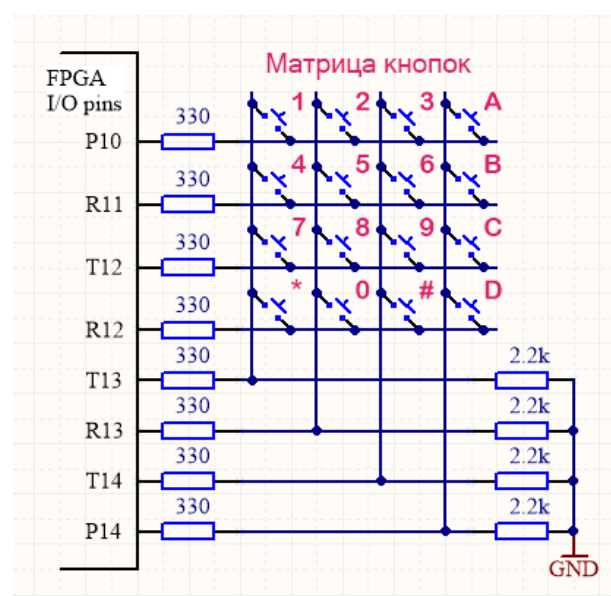 Матрица кнопок
FPGA
I/O pins
330
1 2 3 A
P10
330
4 5 6 B
R11
330
7 8 9 C
T12
330
* 0 # D
R12
330
2.2k
T13
330
2.2k
R13
330
2.2k
T14
330
2.2k
P14
GND